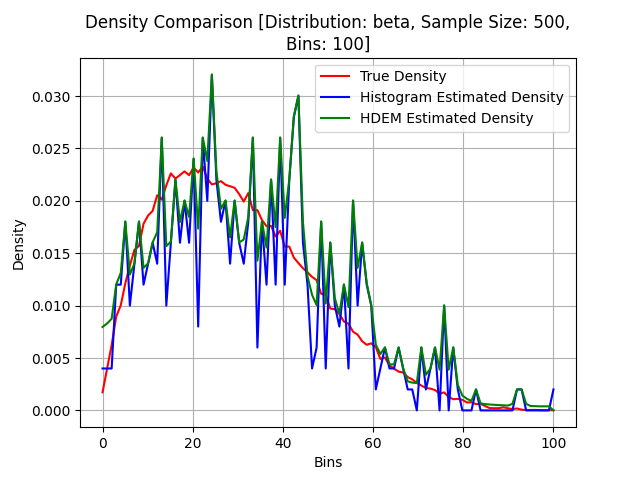 Density Comparison [Distribution: beta, Sample Size: 500,
Bins: 100]
True Density
Histogram Estimated Density
HDEM Estimated Density
Density
0.030
0.025
0.020
0.015
0.010
0.005
0.000
0 20 40 60 80 100
Bins